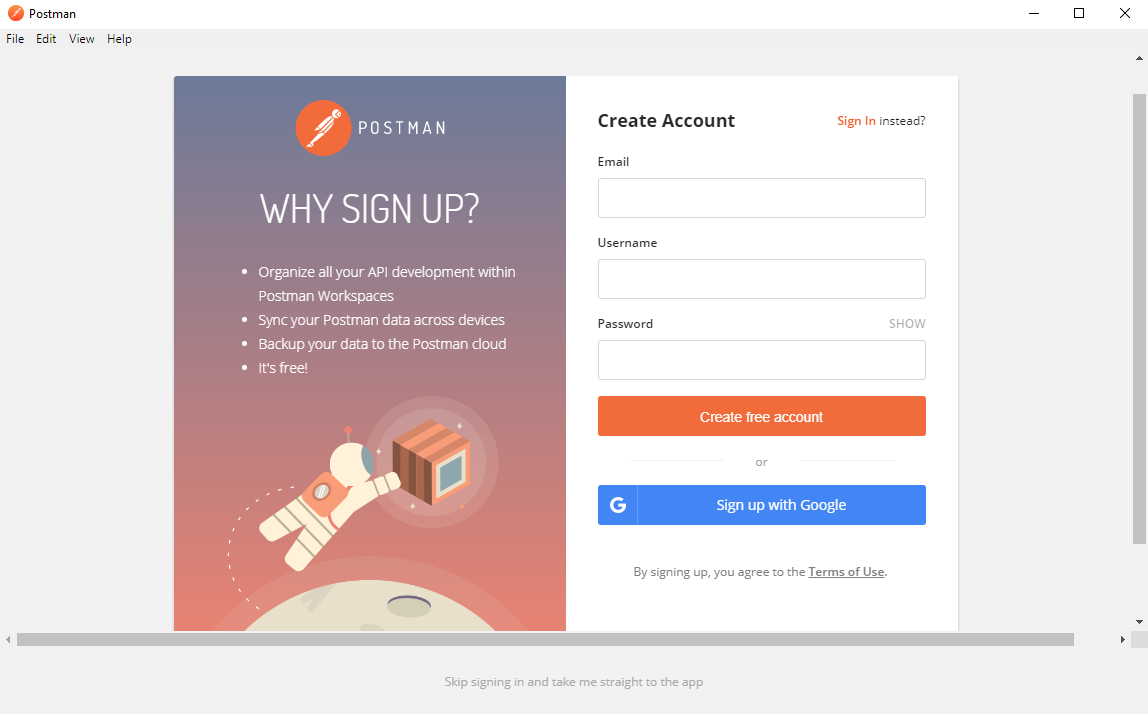 Postman
File Edit View Help
POSTMAN
WHY SIGN UP?
Organize all your API development within
Postman Workspaces
Sync your Postman data across devices
Backup your data to the Postman cloud
It's free!
Create Account
Sign In instead?
Email
Username
Password
SHOW
Create free account
or
G
Sign up with Google
By signing up, you agree to the Terms of Use.
Skip signing in and take me straight to the app